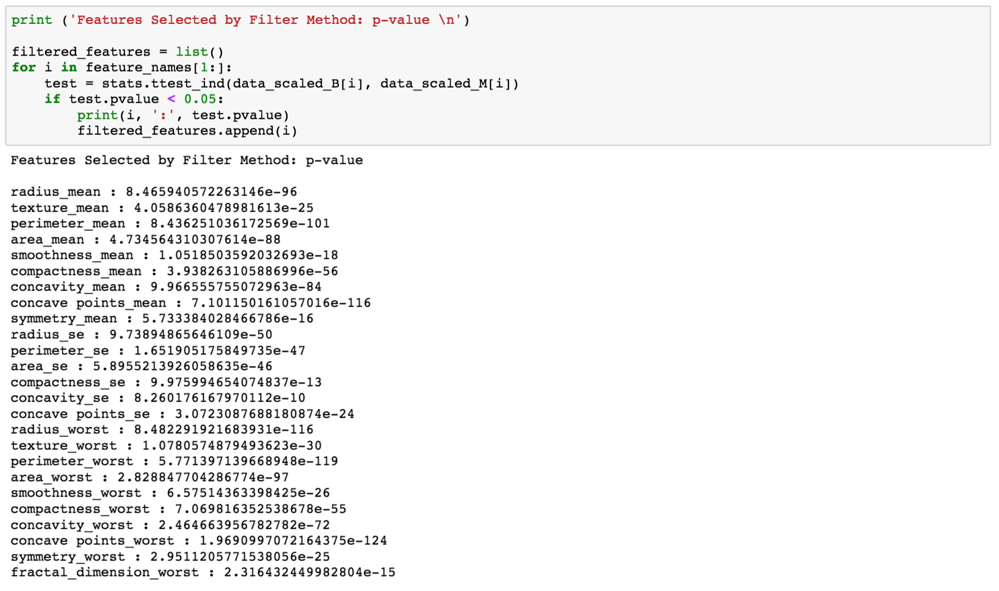 print ('Features Selected by Filter Method: p-value \n')

filtered_features = list()
for i in feature_names[1:]:
    test = stats.ttest_ind(data_scaled_B[i], data_scaled_M[i])
    if test.pvalue < 0.05:
        print(i, ':', test.pvalue)
        filtered_features.append(i)

Features Selected by Filter Method: p-value

radius_mean : 8.465940572263146e-96
texture_mean : 4.0586360478981613e-25
perimeter_mean : 8.436251036172569e-101
area_mean : 4.734564310307614e-88
smoothness_mean : 1.0518503592032693e-18
compactness_mean : 3.938263105886996e-56
concavity_mean : 9.966555755072963e-84
concave points_mean : 7.101150161057016e-116
symmetry_mean : 5.733384028466786e-16
radius_se : 9.73894865646109e-50
perimeter_se : 1.651905175849735e-47
area_se : 5.8955213926058635e-46
compactness_se : 9.975994654074837e-13
concavity_se : 8.260176167970112e-10
concave points_se : 3.0723087688180874e-24
radius_worst : 8.482291921683931e-116
texture_worst : 1.0780574879493623e-30
perimeter_worst : 5.771397139668948e-119
area_worst : 2.828847704286774e-97
smoothness_worst : 6.57514363398425e-26
compactness_worst : 7.069816352538678e-55
concavity_worst : 2.464663956782782e-72
concave points_worst : 1.9690997072164375e-124
symmetry_worst : 2.9511205771538056e-25
fractal_dimension_worst : 2.316432449982804e-15